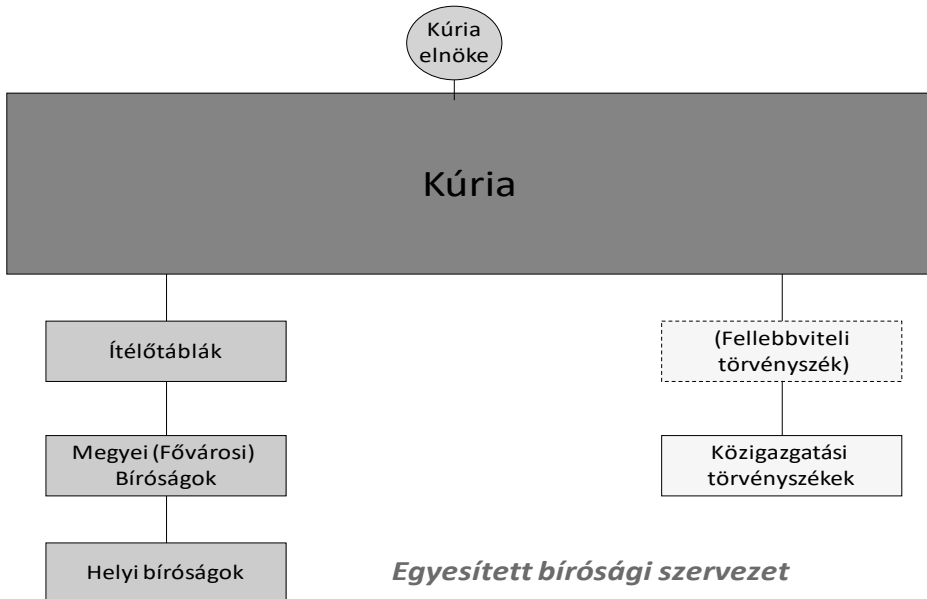 Kúria
elnöke
Kúria
Ítélőtáblák
(Fellebbviteli
törvényszék)
Megyei (Fővárosi)
Bíróságok
Közigazgatási
törvényszékek
Helyi bíróságok
Egyesített bírósági szervezet